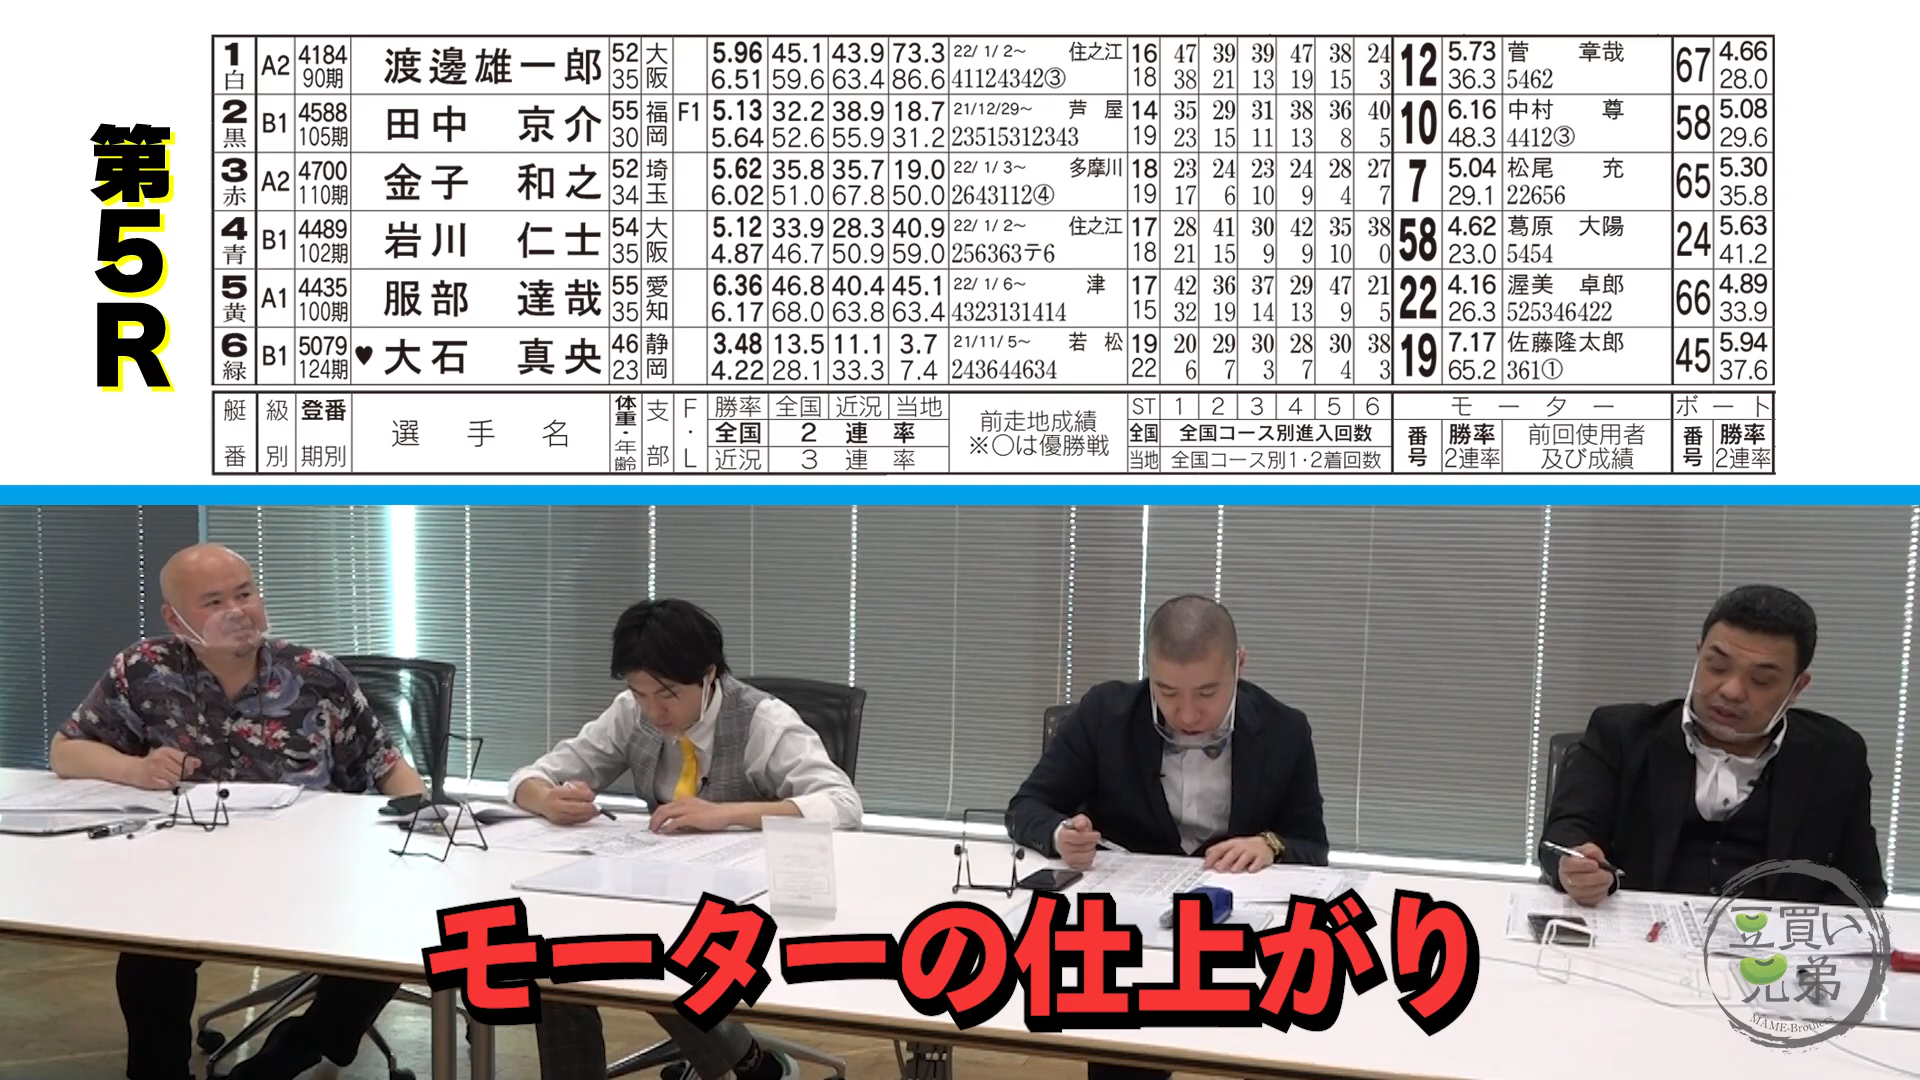 第5R
1 白 A2 4184 90期 渡邊雄一郎 52 35 大阪 5.96 6.51 45.1 59.6 43.9 63.4 73.3 86.6 22/ 1/ 2~ 住之江 41124342③ 16 18 47 39 39 47 38 24 38 21 13 19 15 3 12 5.73 36.3 菅 章哉 5462 67 4.66 28.0
2 黒 B1 4588 105期 田中 京介 55 30 福岡 F1 5.13 5.64 32.2 52.6 38.9 55.9 18.7 31.2 21/12/29~ 芦屋 23515312343 14 19 35 29 31 38 36 40 23 15 11 13 8 5 10 6.16 48.3 中村 尊 4412③ 58 5.08 29.6
3 赤 A2 4700 110期 金子 和之 52 34 埼玉 5.62 6.02 35.8 51.0 35.7 67.8 19.0 50.0 22/ 1/ 3~ 多摩川 2643112④ 18 19 23 24 23 24 28 27 17 6 10 9 4 7 7 5.04 29.1 松尾 充 22656 65 5.30 35.8
4 青 B1 4489 102期 岩川 仁士 54 35 大阪 5.12 4.87 33.9 46.7 28.3 50.9 40.9 59.0 22/ 1/ 2~ 住之江 256363テ6 17 18 28 41 30 42 35 38 21 15 9 9 10 0 58 4.62 23.0 葛原 大陽 5454 24 5.63 41.2
5 黄 A1 4435 100期 服部 達哉 55 35 愛知 6.36 6.17 46.8 68.0 40.4 63.8 45.1 63.4 22/ 1/ 6~ 津 4323131414 17 15 42 36 37 29 47 21 32 19 14 13 9 5 22 4.16 26.3 渥美 卓郎 525346422 66 4.89 33.9
6 緑 B1 5079 124期 ♥大石 真央 46 23 静岡 3.48 4.22 13.5 28.1 11.1 33.3 3.7 7.4 21/11/ 5~ 若松 243644634 19 22 20 29 30 28 30 38 6 7 3 7 4 3 19 7.17 65.2 佐藤隆太郎 361① 45 5.94 37.6
艇番 級別 登番 期別 選手名 体重・年齢 支部 F・L 勝率 全国 近況 当地 全国 2連率 近況 3連率 前走地成績 ※○は優勝戦 ST 全国 当地 1 2 3 4 5 6 全国コース別進入回数 全国コース別1・2着回数 モーター 番号 勝率 2連率 前回使用者及び成績 ボート 番号 勝率 2連率
モーターの仕上がり
豆買い
兄弟
MAME-Brothers